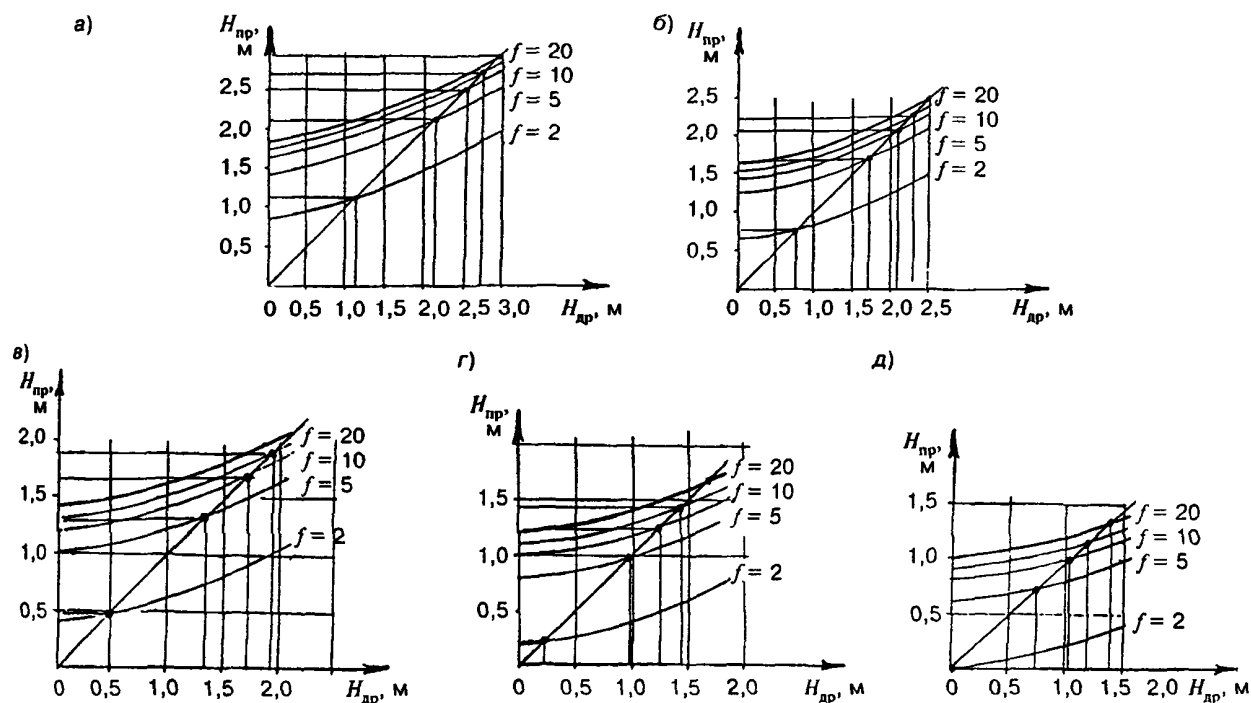 а)
H_пр,
м
2,5
2,0
1,5
1,0
0,5
f = 20
f = 10
f = 5
f = 2
0 0,5 1,0 1,5 2,0 2,5 3,0
H_др, м
б)
H_пр,
м
2,5
2,0
1,5
1,0
0,5
f = 20
f = 10
f = 5
f = 2
0 0,5 1,0 1,5 2,0 2,5
H_др, м
в)
H_пр,
м
2,0
1,5
1,0
0,5
f = 20
f = 10
f = 5
f = 2
0 0,5 1,0 1,5 2,0 H_др, м
г)
H_пр,
м
1,5
1,0
0,5
f = 20
f = 10
f = 5
f = 2
0 0,5 1,0 1,5 2,0 H_др, м
д)
H_пр,
м
1,5
1,0
0,5
f = 20
f = 10
f = 5
f = 2
0 0,5 1,0 1,5 2,0 H_др, м